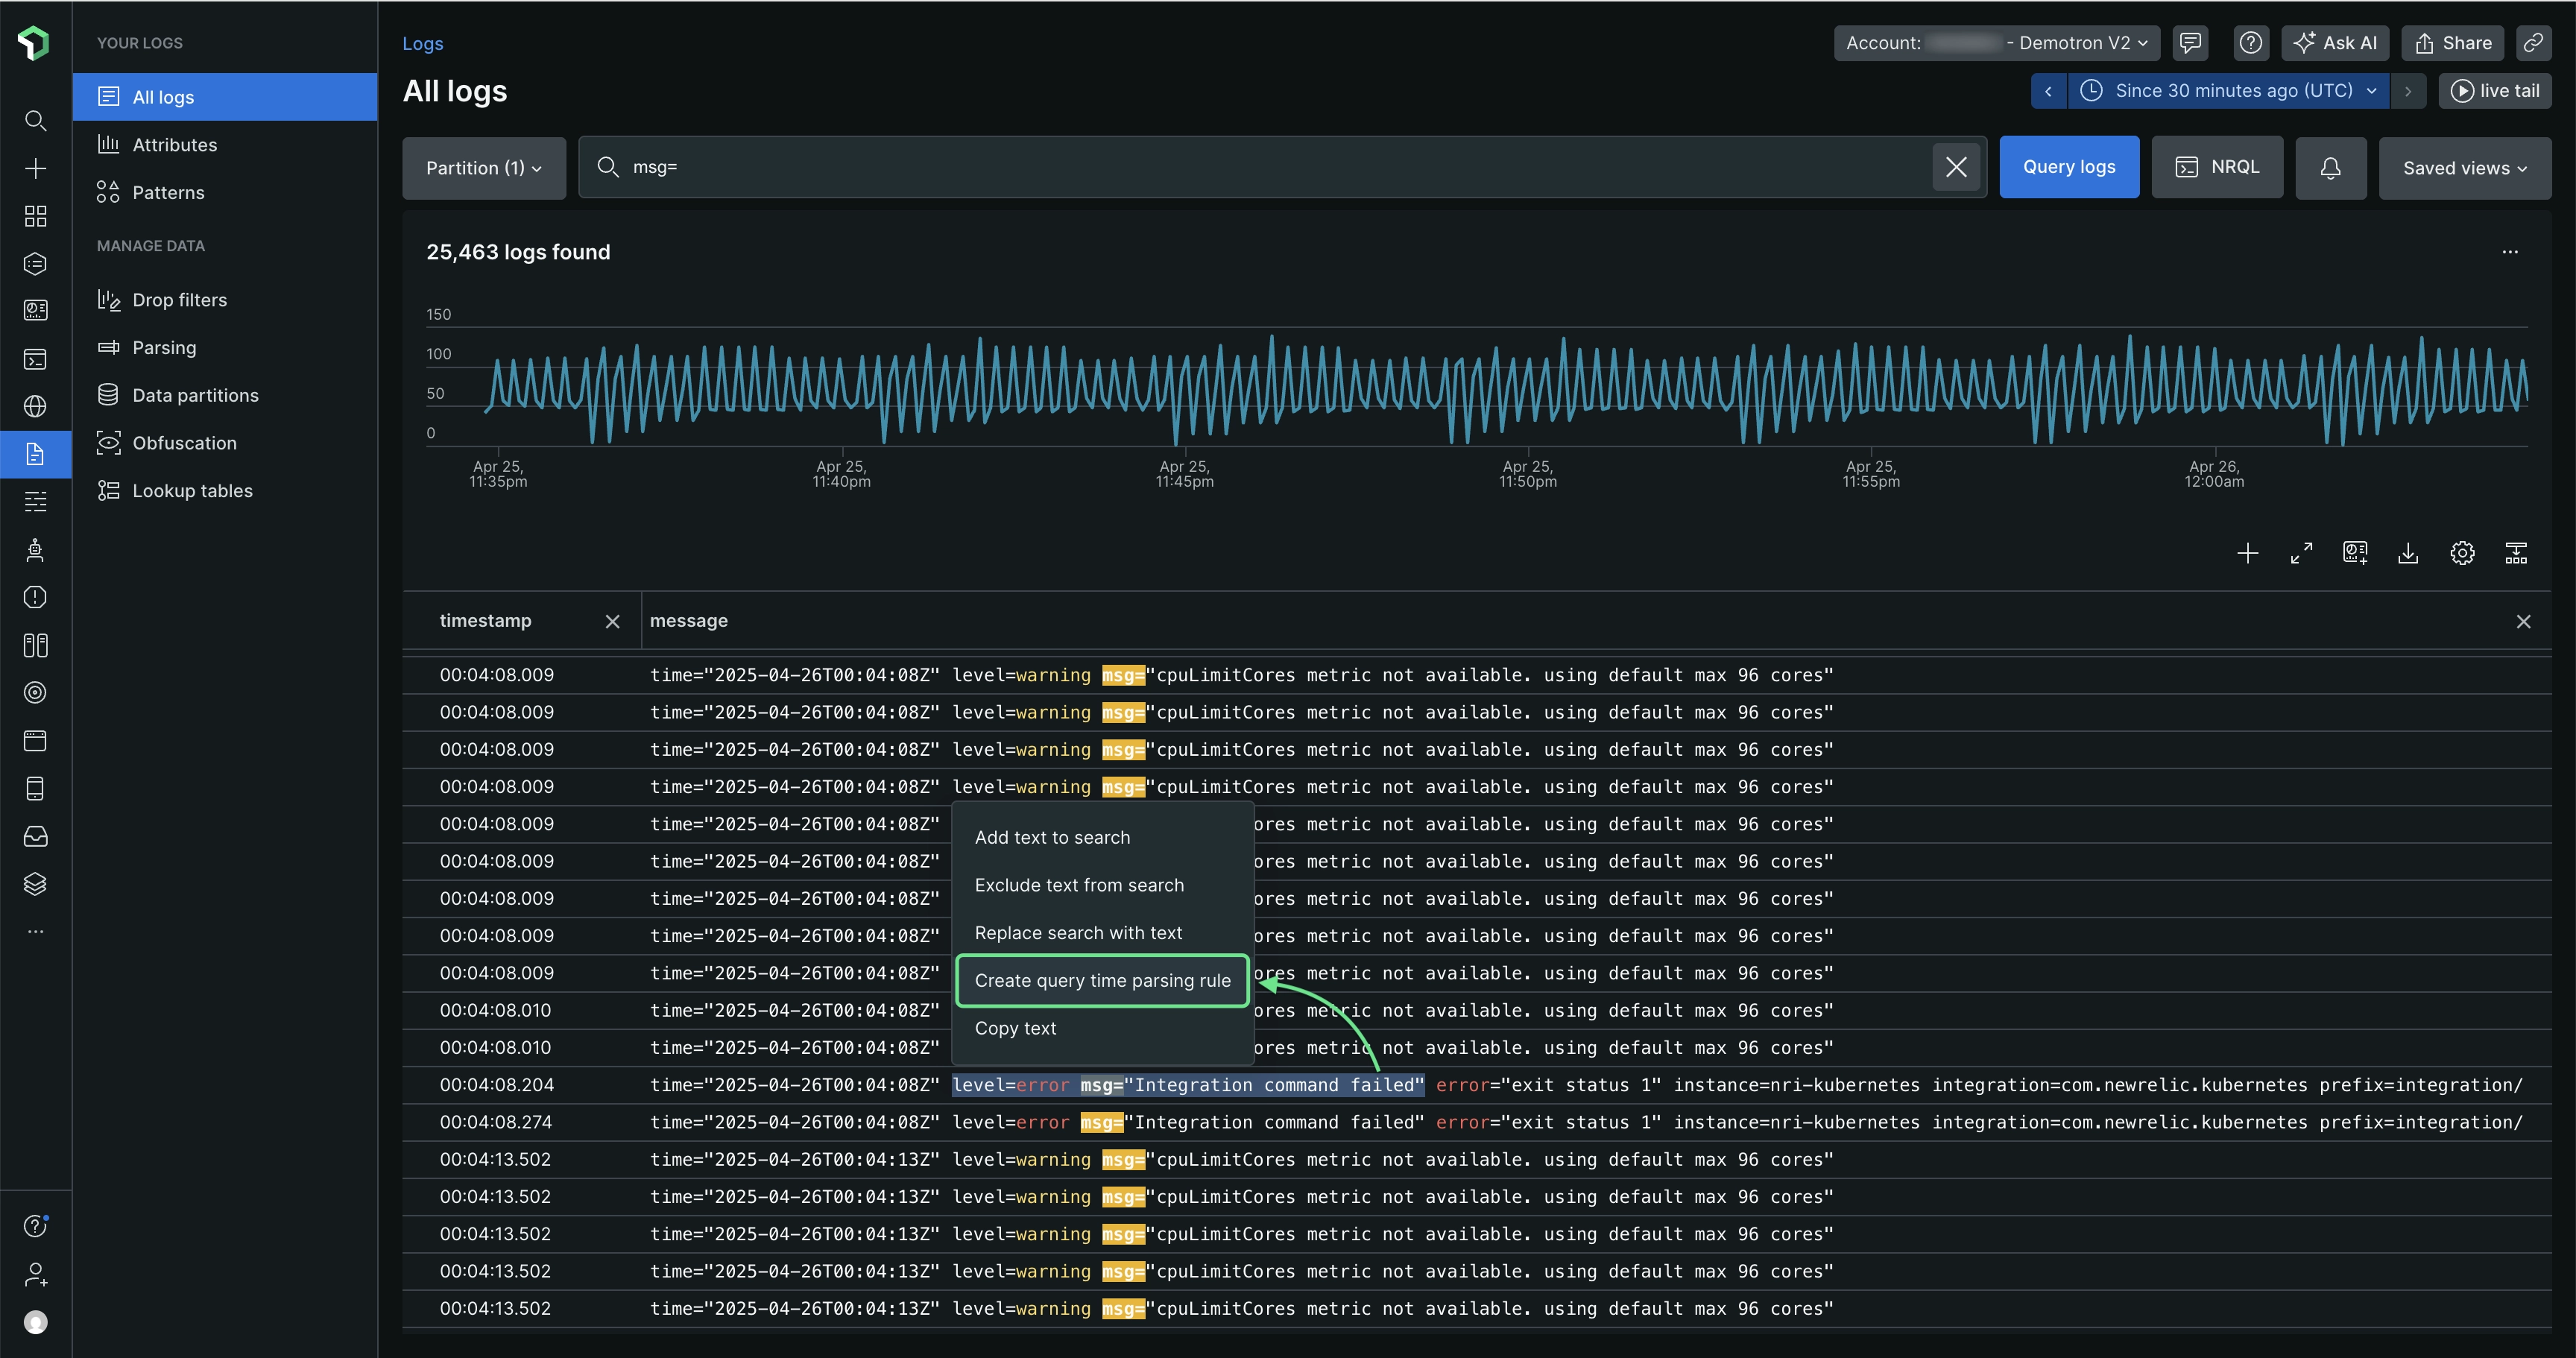 YOUR LOGS
All logs
Attributes
Patterns
MANAGE DATA
Drop filters
Parsing
Data partitions
Obfuscation
Lookup tables
Logs
All logs
Account: - Demotron V2
Ask AI
Share
Since 30 minutes ago (UTC)
live tail
Partition (1)
msg=
Query logs
NRQL
Saved views
25,463 logs found
150
100
50
0
Apr 25,
11:35pm
Apr 25,
11:40pm
Apr 25,
11:45pm
Apr 25,
11:50pm
Apr 25,
11:55pm
Apr 26,
12:00am
timestamp message
00:04:08.009 time="2025-04-26T00:04:08Z" level=warning msg="cpuLimitCores metric not available. using default max 96 cores"
00:04:08.009 time="2025-04-26T00:04:08Z" level=warning msg="cpuLimitCores metric not available. using default max 96 cores"
00:04:08.009 time="2025-04-26T00:04:08Z" level=warning msg="cpuLimitCores metric not available. using default max 96 cores"
00:04:08.009 time="2025-04-26T00:04:08Z" level=warning msg="cpuLimitCores metric not available. using default max 96 cores"
00:04:08.009 time="2025-04-26T00:04:08Z" ores metric not available. using default max 96 cores"
00:04:08.009 time="2025-04-26T00:04:08Z" ores metric not available. using default max 96 cores"
00:04:08.009 time="2025-04-26T00:04:08Z" ores metric not available. using default max 96 cores"
00:04:08.009 time="2025-04-26T00:04:08Z" ores metric not available. using default max 96 cores"
00:04:08.009 time="2025-04-26T00:04:08Z" ores metric not available. using default max 96 cores"
00:04:08.010 time="2025-04-26T00:04:08Z" ores metric not available. using default max 96 cores"
00:04:08.010 time="2025-04-26T00:04:08Z" ores metric not available. using default max 96 cores"
Add text to search
Exclude text from search
Replace search with text
Create query time parsing rule
Copy text
00:04:08.204 time="2025-04-26T00:04:08Z" level=error msg="Integration command failed" error="exit status 1" instance=nri-kubernetes integration=com.newrelic.kubernetes prefix=integration/
00:04:08.274 time="2025-04-26T00:04:08Z" level=error msg="Integration command failed" error="exit status 1" instance=nri-kubernetes integration=com.newrelic.kubernetes prefix=integration/
00:04:13.502 time="2025-04-26T00:04:13Z" level=warning msg="cpuLimitCores metric not available. using default max 96 cores"
00:04:13.502 time="2025-04-26T00:04:13Z" level=warning msg="cpuLimitCores metric not available. using default max 96 cores"
00:04:13.502 time="2025-04-26T00:04:13Z" level=warning msg="cpuLimitCores metric not available. using default max 96 cores"
00:04:13.502 time="2025-04-26T00:04:13Z" level=warning msg="cpuLimitCores metric not available. using default max 96 cores"
00:04:13.502 time="2025-04-26T00:04:13Z" level=warning msg="cpuLimitCores metric not available. using default max 96 cores"